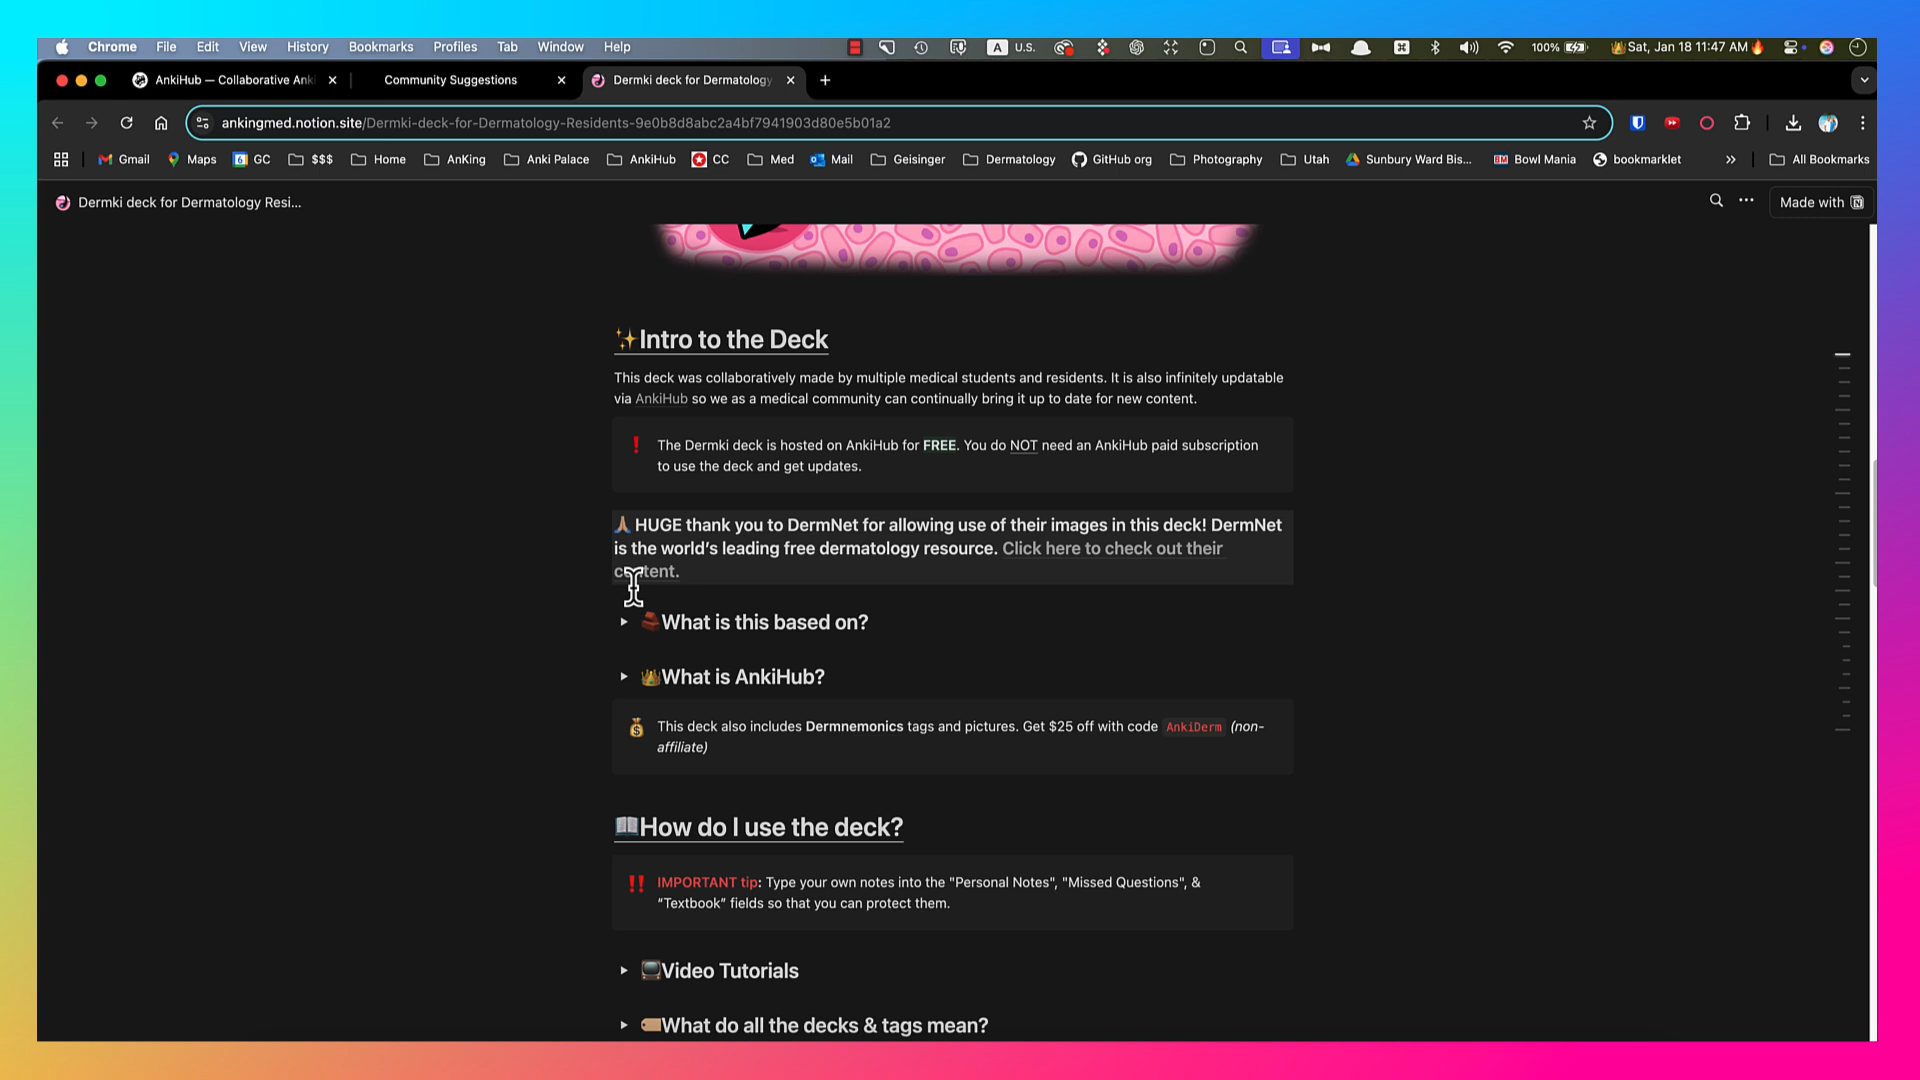 Chrome File Edit View History Bookmarks Profiles Tab Window Help A U.S. 100% Sat, Jan 18 11:47 AM
AnkiHub — Collaborative Anki Community Suggestions Dermki deck for Dermatology
ankingmed.notion.site/Dermki-deck-for-Dermatology-Residents-9e0b8d8abc2a4bf7941903d80e5b01a2
Gmail Maps 6 GC $$$ Home AnKing Anki Palace AnkiHub CC Med Mail Geisinger Dermatology GitHub org Photography Utah Sunbury Ward Bis... BM Bowl Mania bookmarklet » All Bookmarks
Dermki deck for Dermatology Resi... Made with
✨Intro to the Deck
This deck was collaboratively made by multiple medical students and residents. It is also infinitely updatable
via AnkiHub so we as a medical community can continually bring it up to date for new content.
❗ The Dermki deck is hosted on AnkiHub for FREE. You do NOT need an AnkiHub paid subscription
to use the deck and get updates.
🙏🏽 HUGE thank you to DermNet for allowing use of their images in this deck! DermNet
is the world’s leading free dermatology resource. Click here to check out their
content.
🧱What is this based on?
👑What is AnkiHub?
💰 This deck also includes Dermnemonics tags and pictures. Get $25 off with code AnkiDerm (non-
affiliate)
📖How do I use the deck?
‼️ IMPORTANT tip: Type your own notes into the "Personal Notes", "Missed Questions", &
“Textbook” fields so that you can protect them.
📺Video Tutorials
🏷️What do all the decks & tags mean?